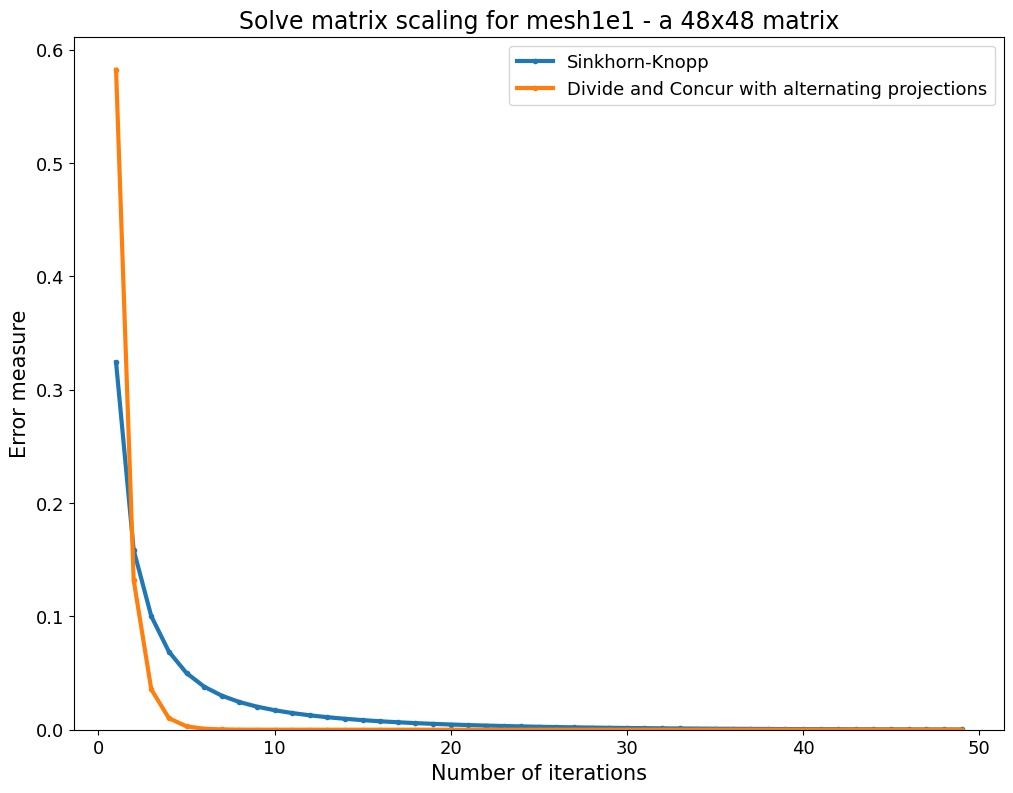 Solve matrix scaling for mesh1e1 - a 48x48 matrix
Sinkhorn-Knopp
Divide and Concur with alternating projections
Error measure
0.6
0.5
0.4
0.3
0.2
0.1
0.0
0 10 20 30 40 50
Number of iterations